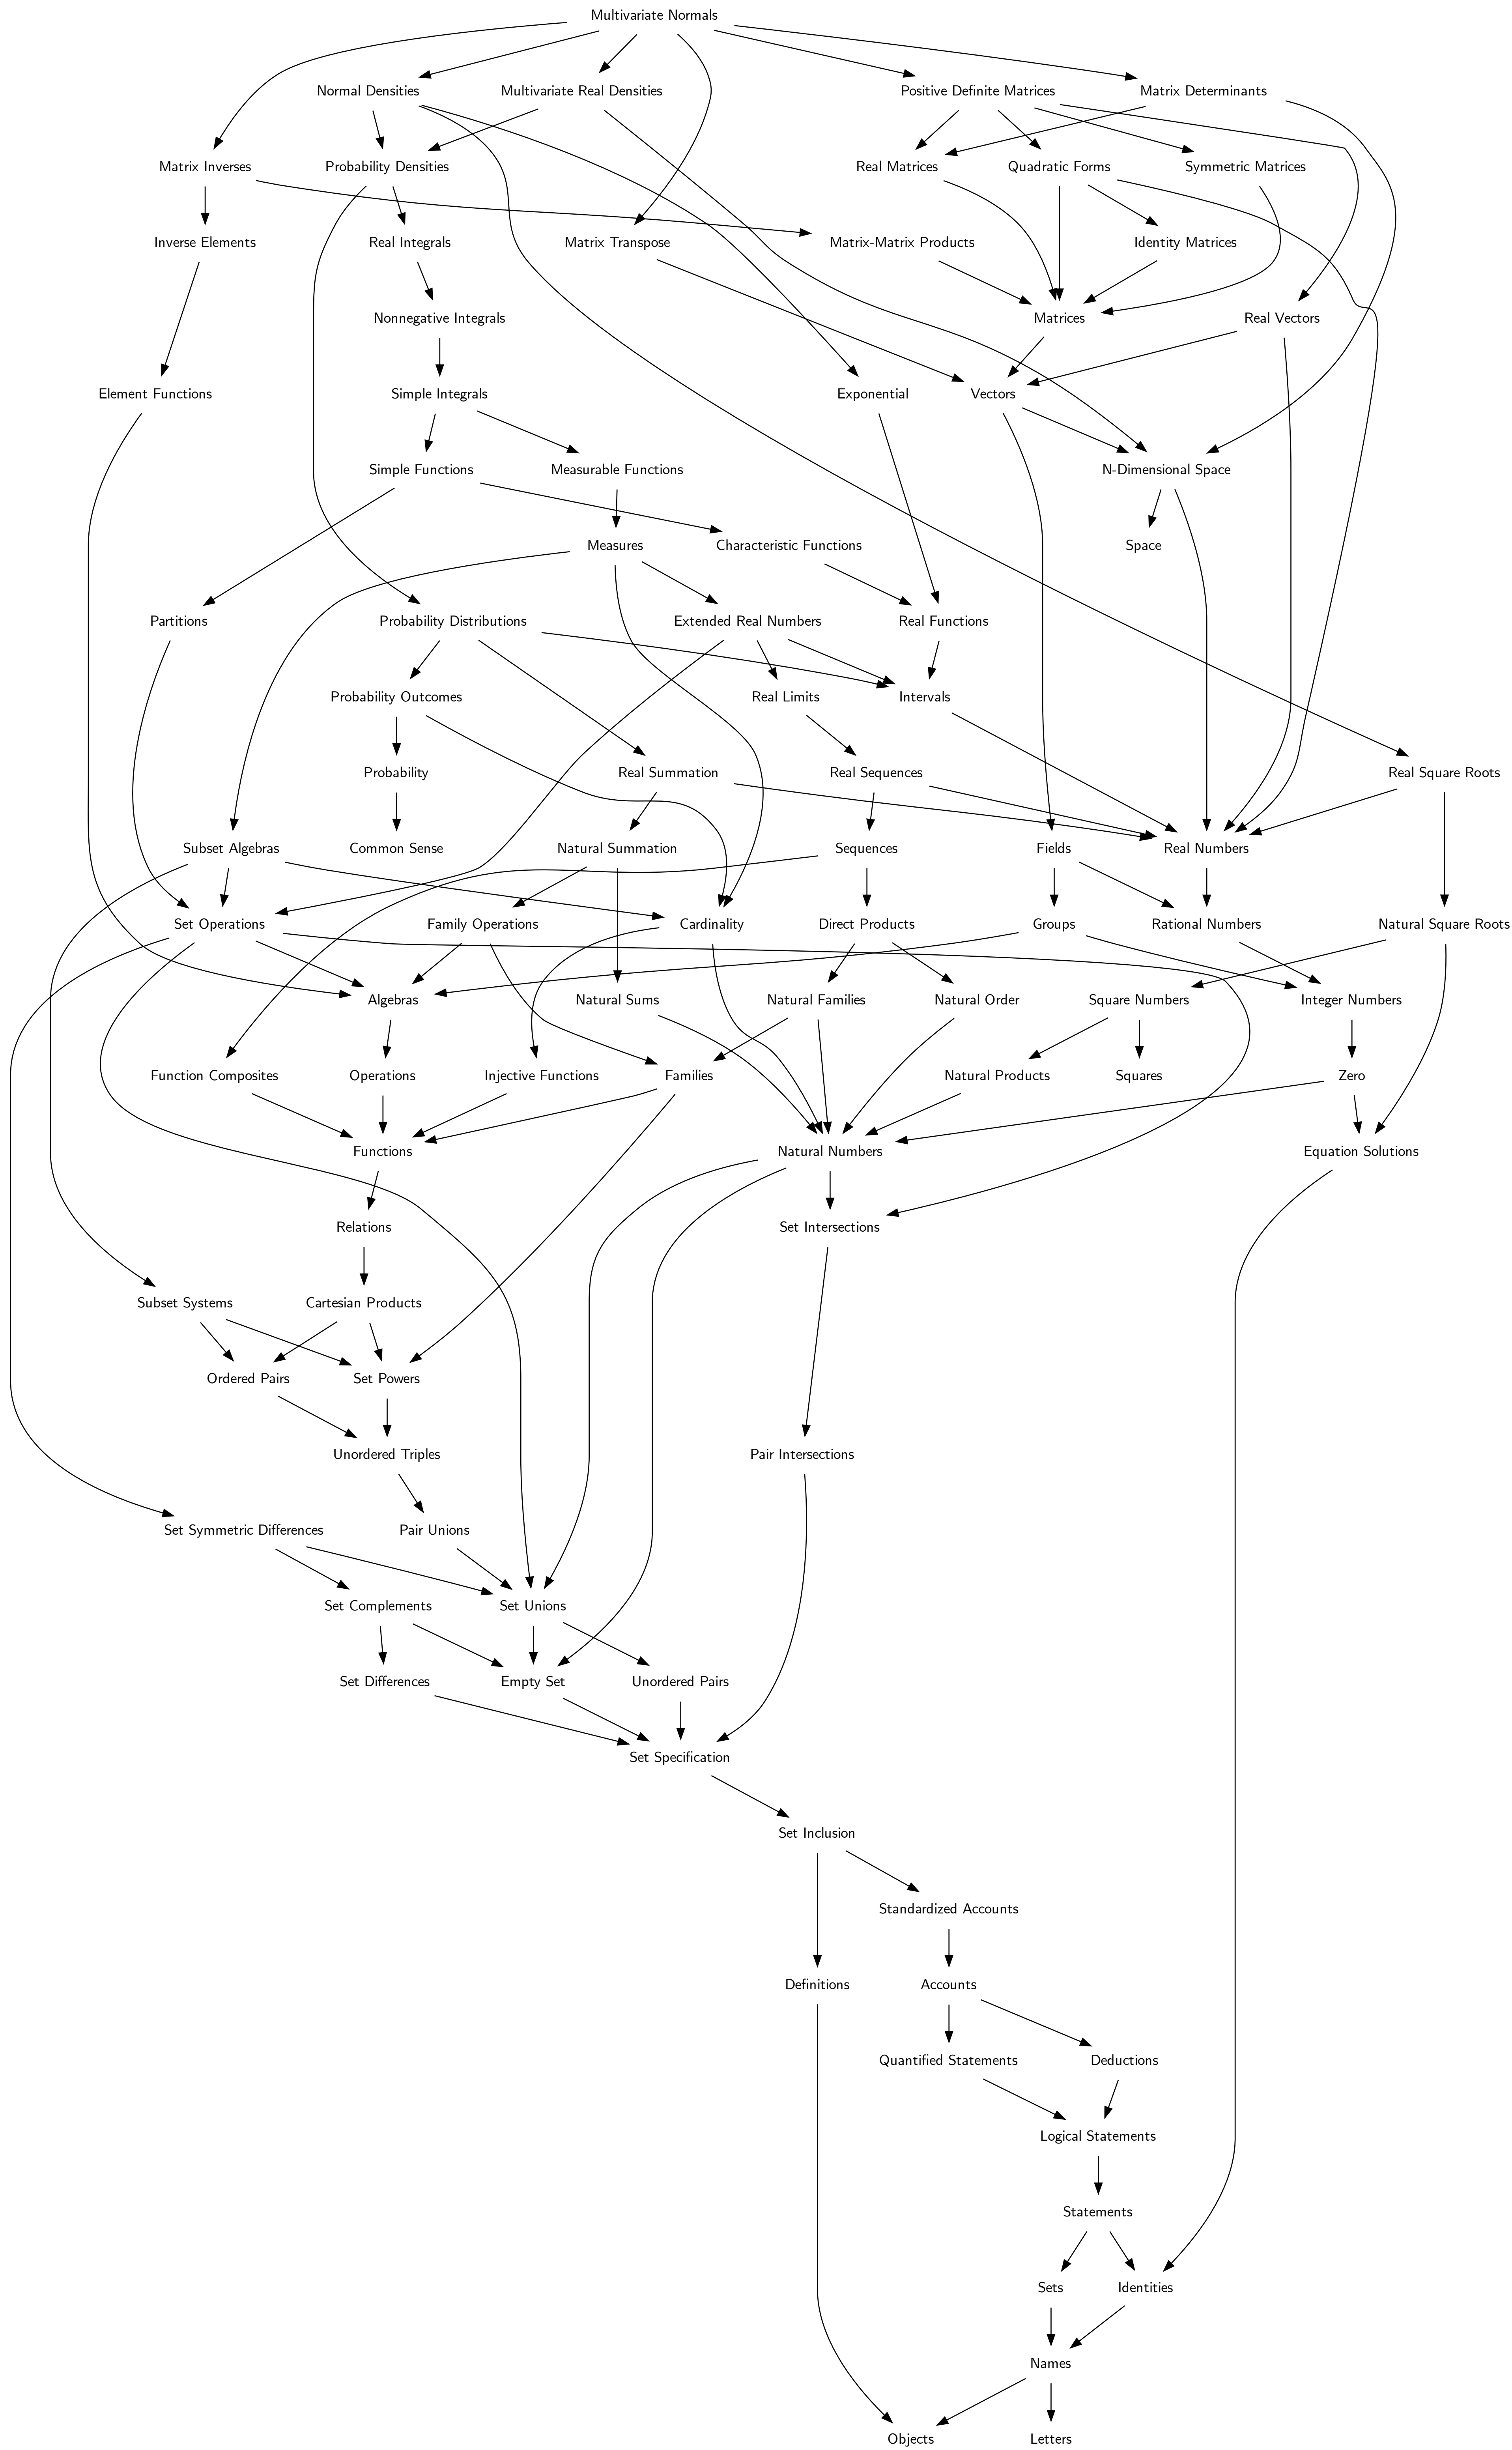 Multivariate Normals
Normal Densities
Multivariate Real Densities
Positive Definite Matrices
Matrix Determinants
Matrix Inverses
Probability Densities
Real Matrices
Quadratic Forms
Symmetric Matrices
Inverse Elements
Real Integrals
Matrix Transpose
Matrix-Matrix Products
Identity Matrices
Nonnegative Integrals
Matrices
Real Vectors
Element Functions
Simple Integrals
Exponential
Vectors
Simple Functions
Measurable Functions
N-Dimensional Space
Measures
Characteristic Functions
Space
Partitions
Probability Distributions
Extended Real Numbers
Real Functions
Probability Outcomes
Real Limits
Intervals
Probability
Real Summation
Real Sequences
Real Square Roots
Subset Algebras
Common Sense
Natural Summation
Sequences
Fields
Real Numbers
Set Operations
Family Operations
Cardinality
Direct Products
Groups
Rational Numbers
Natural Square Roots
Algebras
Natural Sums
Natural Families
Natural Order
Square Numbers
Integer Numbers
Function Composites
Operations
Injective Functions
Families
Natural Products
Squares
Zero
Functions
Natural Numbers
Equation Solutions
Relations
Set Intersections
Subset Systems
Cartesian Products
Ordered Pairs
Set Powers
Unordered Triples
Pair Intersections
Set Symmetric Differences
Pair Unions
Set Complements
Set Unions
Set Differences
Empty Set
Unordered Pairs
Set Specification
Set Inclusion
Standardized Accounts
Definitions
Accounts
Quantified Statements
Deductions
Logical Statements
Statements
Sets
Identities
Names
Objects
Letters